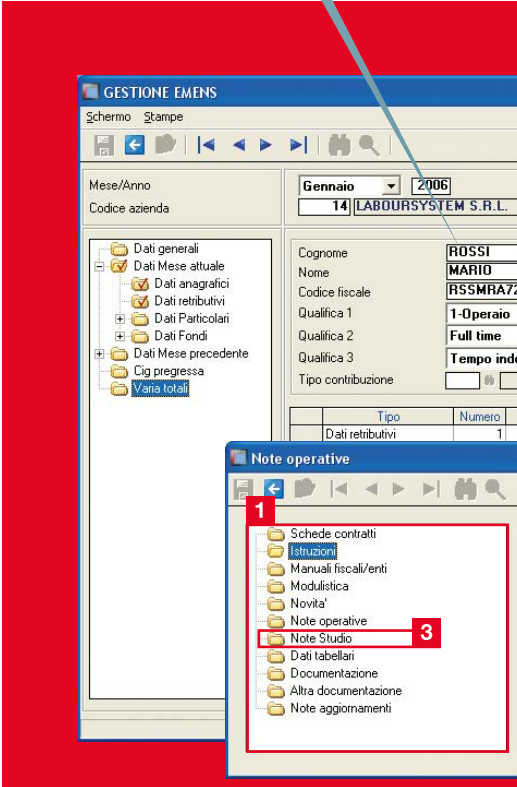 GESTIONE EMENS
Schermo Stampe
Mese/Anno
Gennaio 2006
Codice azienda
14 LABOURSYSTEM S.R.L.
Dati generali
Dati Mese attuale
Dati anagrafici
Dati retributivi
Dati Particolari
Dati Fondi
Dati Mese precedente
Cig pregressa
Varia totali
Cognome ROSSI
Nome MARIO
Codice fiscale RSSMRA72
Qualifica 1 1-Operaio
Qualifica 2 Full time
Qualifica 3 Tempo inde
Tipo contribuzione
Tipo Numero
Dati retributivi 1
Note operative
1
Schede contratti
Istruzioni
Manuali fiscali/enti
Modulistica
Novita'
Note operative
Note Studio 3
Dati tabellari
Documentazione
Altra documentazione
Note aggiornamenti